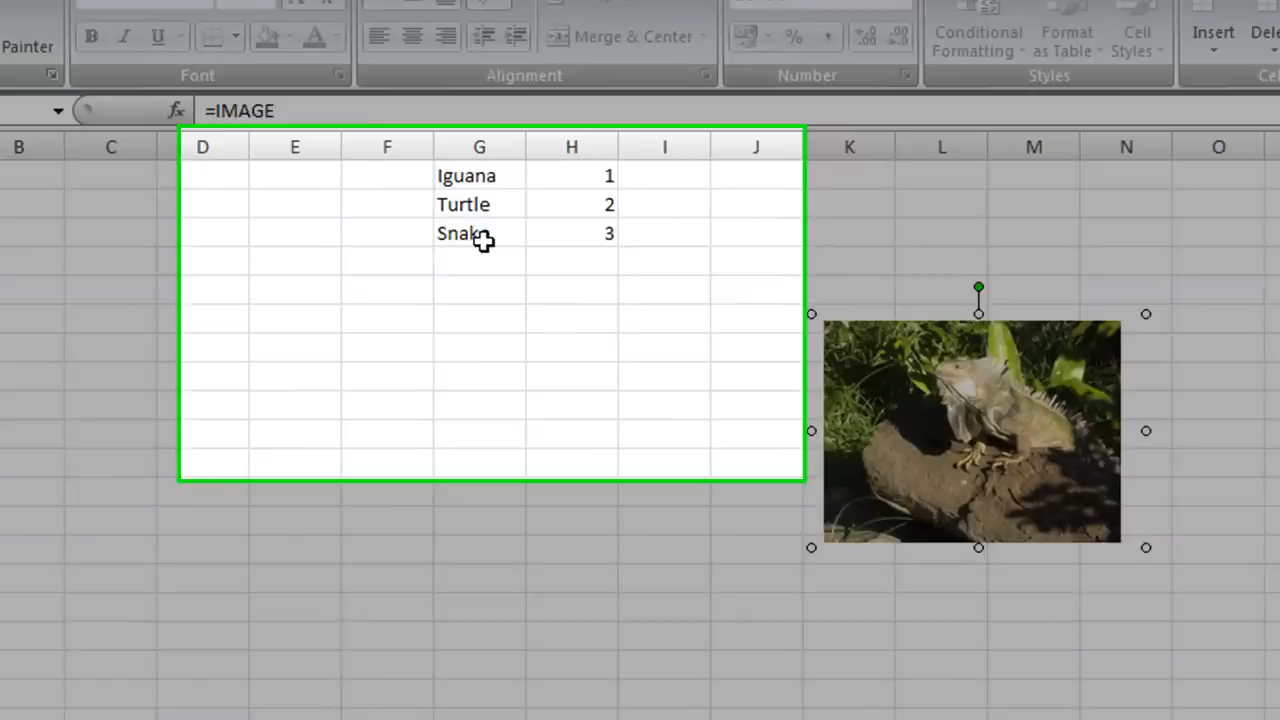 Painter
B I U A
Merge & Center
% ,
Conditional Formatting
Format as Table
Cell Styles
Insert
Font
Alignment
Number
Styles
fx =IMAGE
B C D E F G H I J K L M N O
Iguana 1
Turtle 2
Snake 3